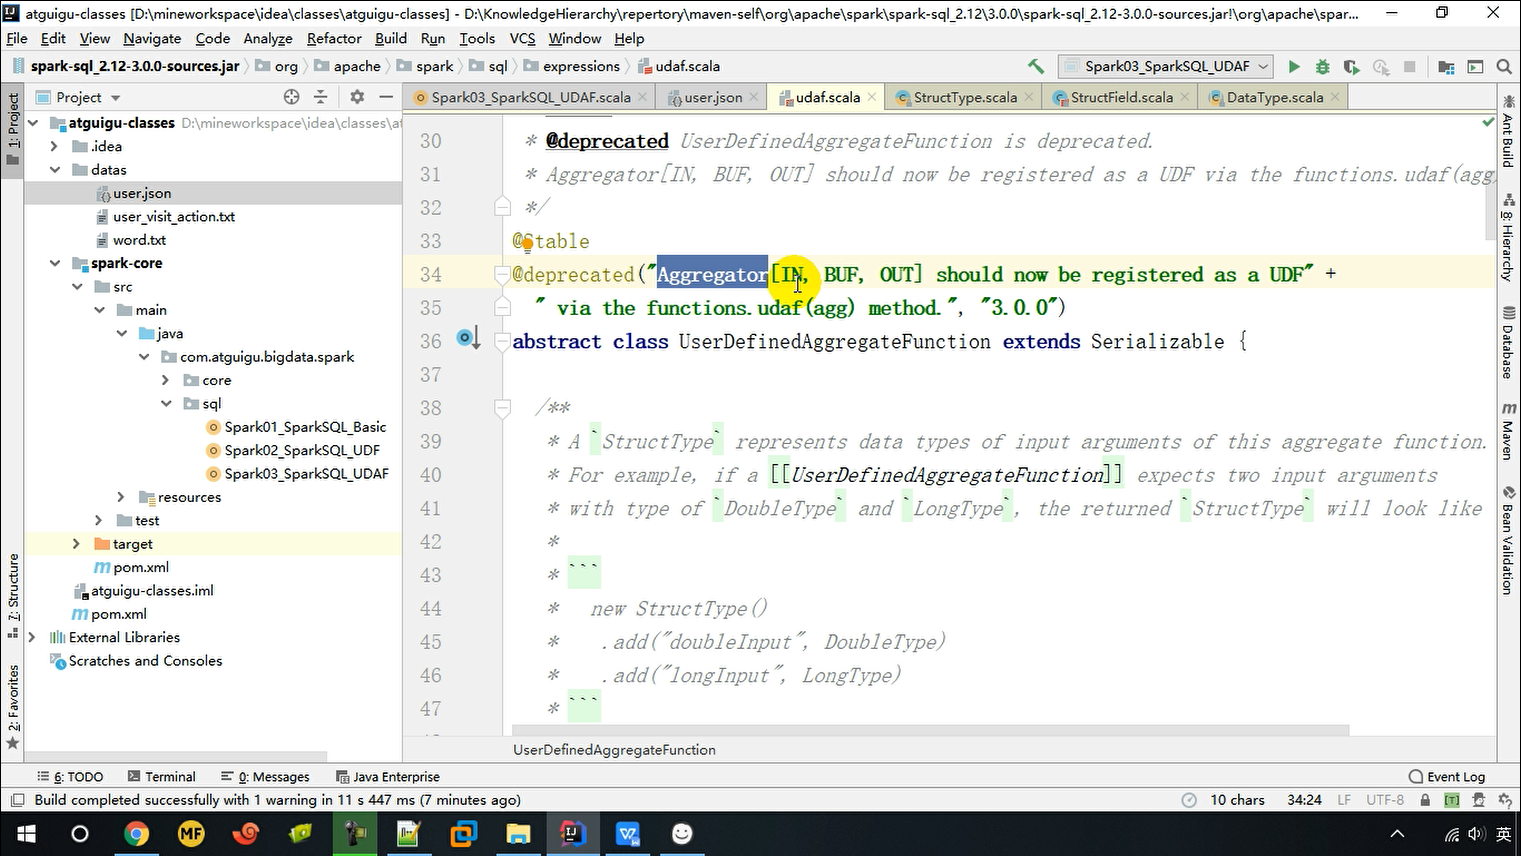 atguigu-classes [D:\mineworkspace\idea\classes\atguigu-classes] - D:\KnowledgeHierarchy\repertory\maven-self\org\apache\spark\spark-sql_2.12\3.0.0\spark-sql_2.12-3.0.0-sources.jar!\org\apache\spar...
File Edit View Navigate Code Analyze Refactor Build Run Tools VCS Window Help
spark-sql_2.12-3.0.0-sources.jar org apache spark sql expressions udaf.scala
Spark03_SparkSQL_UDAF
Project
Spark03_SparkSQL_UDAF.scala user.json udaf.scala StructType.scala StructField.scala DataType.scala
atguigu-classes D:\mineworkspace\idea\classes\at
.idea
datas
user.json
user_visit_action.txt
word.txt
spark-core
src
main
java
com.atguigu.bigdata.spark
core
sql
Spark01_SparkSQL_Basic
Spark02_SparkSQL_UDF
Spark03_SparkSQL_UDAF
resources
test
target
pom.xml
atguigu-classes.iml
pom.xml
External Libraries
Scratches and Consoles
1: Project
7: Structure
2: Favorites
30 * @deprecated UserDefinedAggregateFunction is deprecated.
31 * Aggregator[IN, BUF, OUT] should now be registered as a UDF via the functions.udaf(agg)
32 */
33 @Stable
34 @deprecated("Aggregator[IN, BUF, OUT] should now be registered as a UDF" +
35 " via the functions.udaf(agg) method.", "3.0.0")
36 abstract class UserDefinedAggregateFunction extends Serializable {
37
38 /**
39 * A `StructType` represents data types of input arguments of this aggregate function.
40 * For example, if a [[UserDefinedAggregateFunction]] expects two input arguments
41 * with type of `DoubleType` and `LongType`, the returned `StructType` will look like
42 *
43 * ```
44 * new StructType()
45 * .add("doubleInput", DoubleType)
46 * .add("longInput", LongType)
47 * ```
UserDefinedAggregateFunction
Ant Build
8: Hierarchy
Database
m Maven
Bean Validation
6: TODO Terminal 0: Messages Java Enterprise Event Log
Build completed successfully with 1 warning in 11 s 447 ms (7 minutes ago) 10 chars 34:24 LF UTF-8 [T]
MF 英